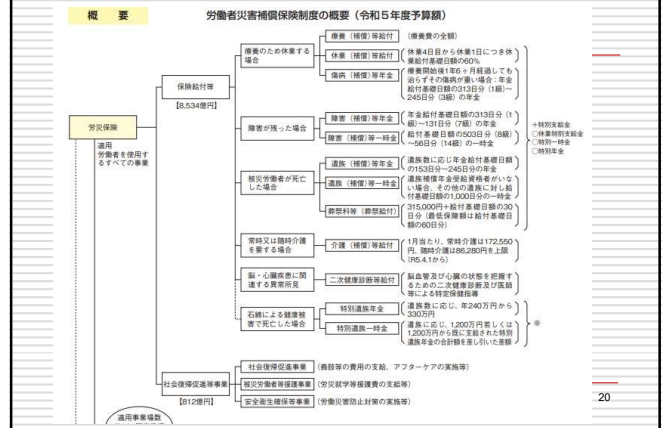 概　要
労働者災害補償保険制度の概要（令和５年度予算額）
労災保険
適用
労働者を使用す
るすべての事業
保険給付等
【8,534億円】
療養のため休業する
場合
療養（補償）等給付
（療養費の全額）
休業（補償）等給付
休業4日目から休業1日につき休
業給付基礎日額の60%
傷病（補償）等年金
療養開始後1年6ヶ月経過しても
治らずその傷病が重い場合：年金
給付基礎日額の313日分（1級）～
245日分（3級）の年金
障害が残った場合
障害（補償）等年金
年金給付基礎日額の313日分（1
級）～131日分（7級）の年金
障害（補償）等一時金
給付基礎日額の503日分（8級）
～56日分（14級）の一時金
被災労働者が死亡
した場合
遺族（補償）等年金
遺族数に応じ年金給付基礎日額
の153日分～245日分の年金
遺族（補償）等一時金
遺族補償年金受給資格者がいな
い場合、その他の遺族に対し給
付基礎日額の1,000日分の一時金
葬祭料等（葬祭給付）
315,000円＋給付基礎日額の30
日分（最低保障額は給付基礎日
額の60日分）
＋特別支給金
○休業特別支給金
○特別一時金
○特別年金
常時又は随時介護
を要する場合
介護（補償）等給付
1月当たり、常時介護は172,550
円、随時介護は86,280円を上限
（R5.4.1から）
脳・心臓疾患に関
連する異常所見
二次健康診断等給付
脳血管及び心臓の状態を把握す
るための二次健康診断及び医師
等による特定保健指導
石綿による健康被
害で死亡した場合
特別遺族年金
遺族数に応じ、年240万円から
330万円
特別遺族一時金
遺族に応じ、1,200万円若しくは
1,200万円から既に支給された特別
遺族年金の合計額を差し引いた差額
※
社会復帰促進等事業
【812億円】
社会復帰促進事業
（義肢等の費用の支給、アフターケアの実施等）
被災労働者等援護事業
（労災就学等援護費の支給等）
安全衛生確保等事業
（労働災害防止対策の実施等）
適用事業場数
20